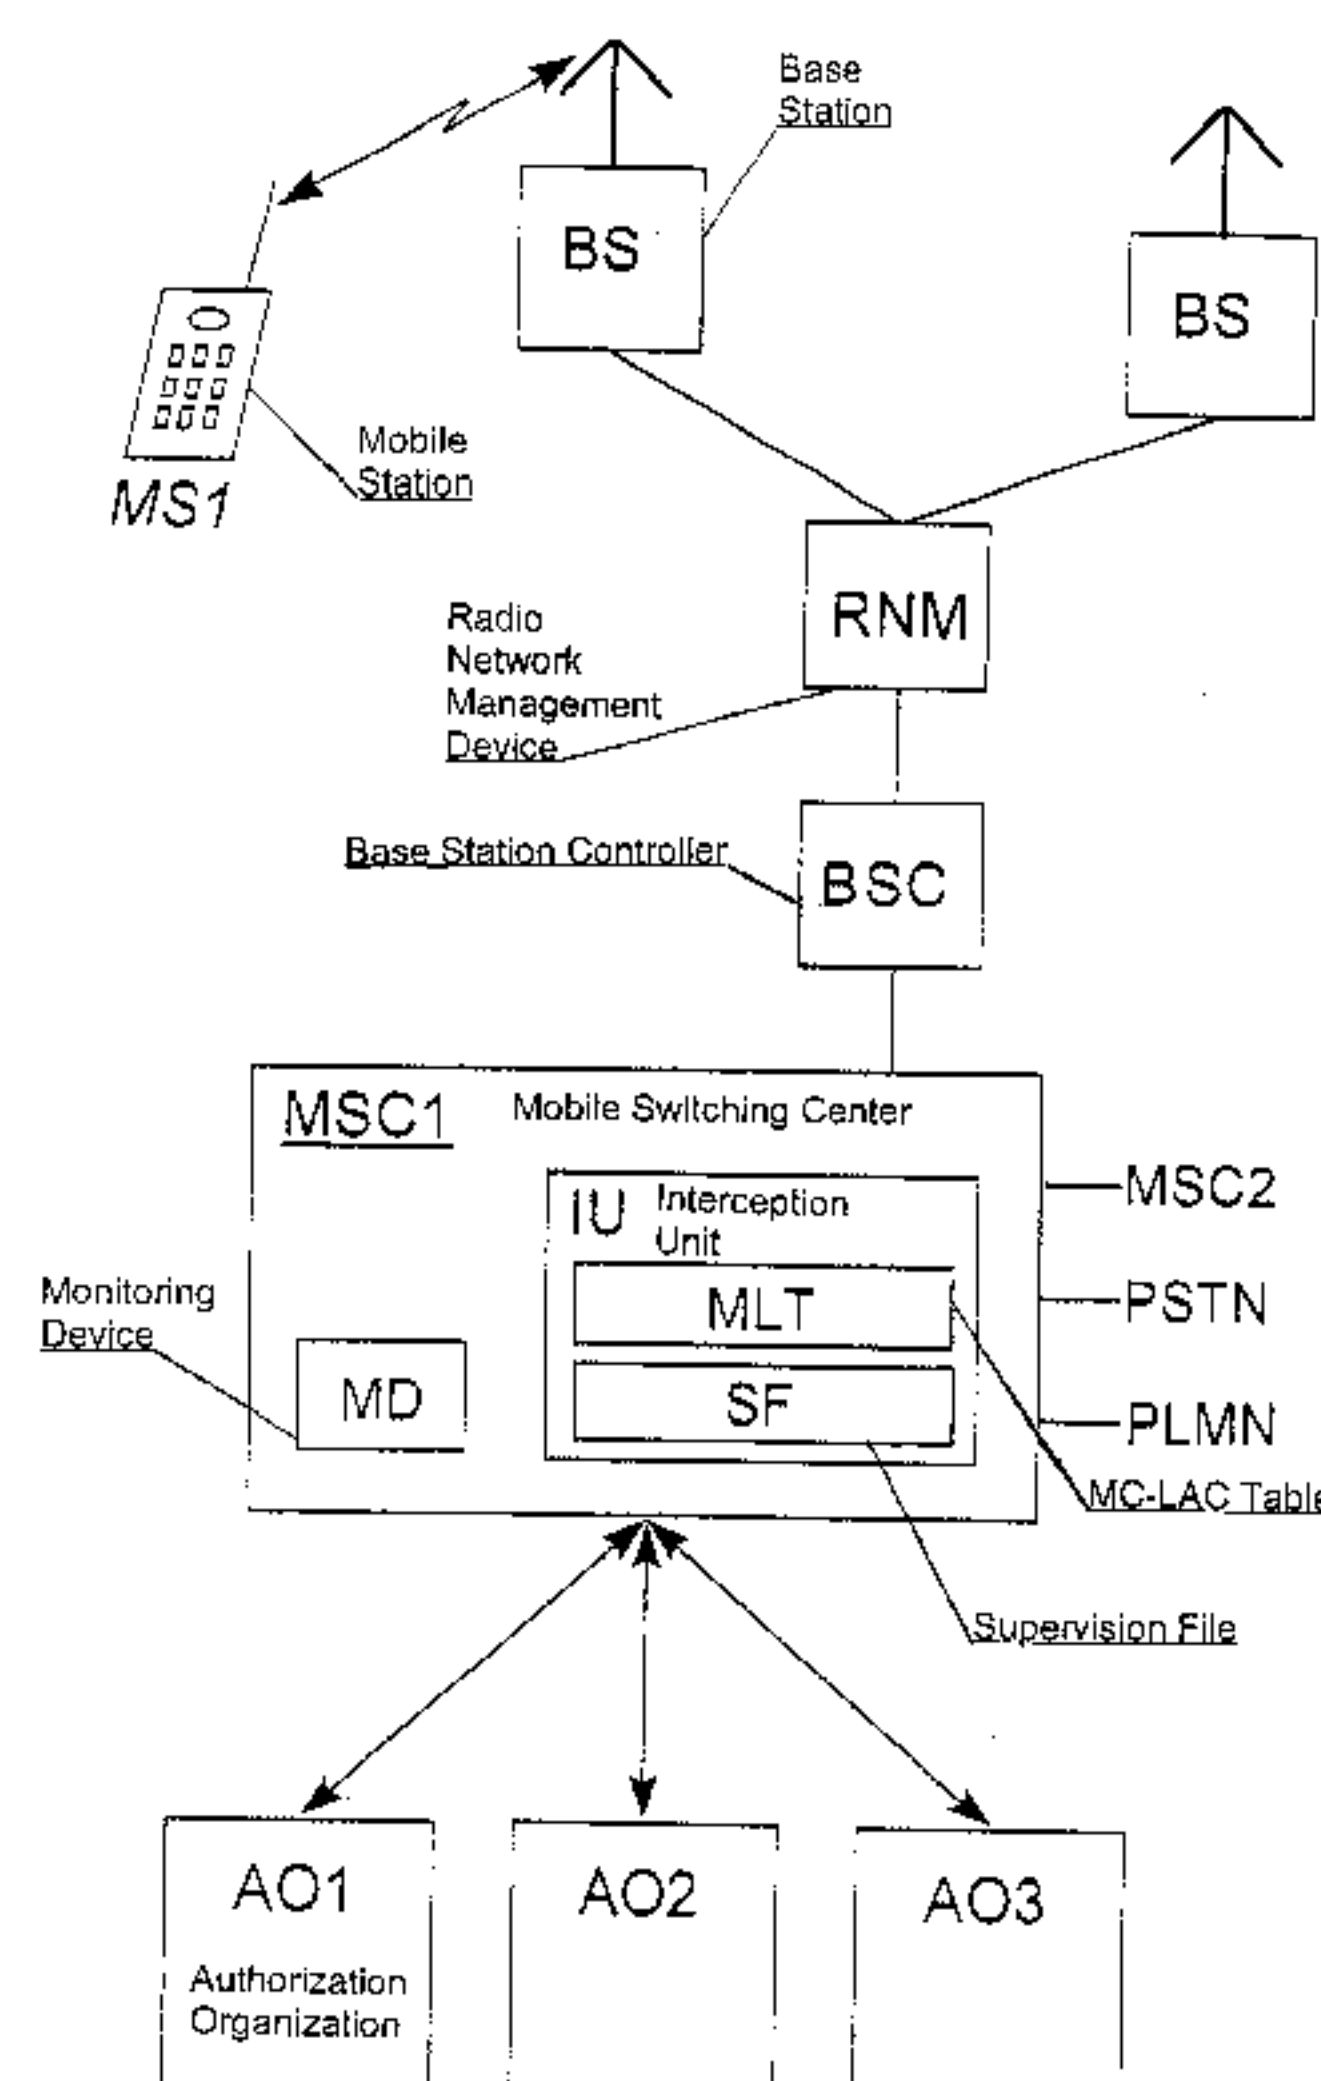 Base
Station
BS
BS
Mobile
Station
MS1
RNM
Radio
Network
Management
Device
Base Station Controller
BSC
MSC1
Mobile Switching Center
IU
Interception
Unit
MSC2
MLT
PSTN
Monitoring
Device
MD
SF
PLMN
MC-LAC Table
Supervision File
AO1
AO2
AO3
Authorization
Organization